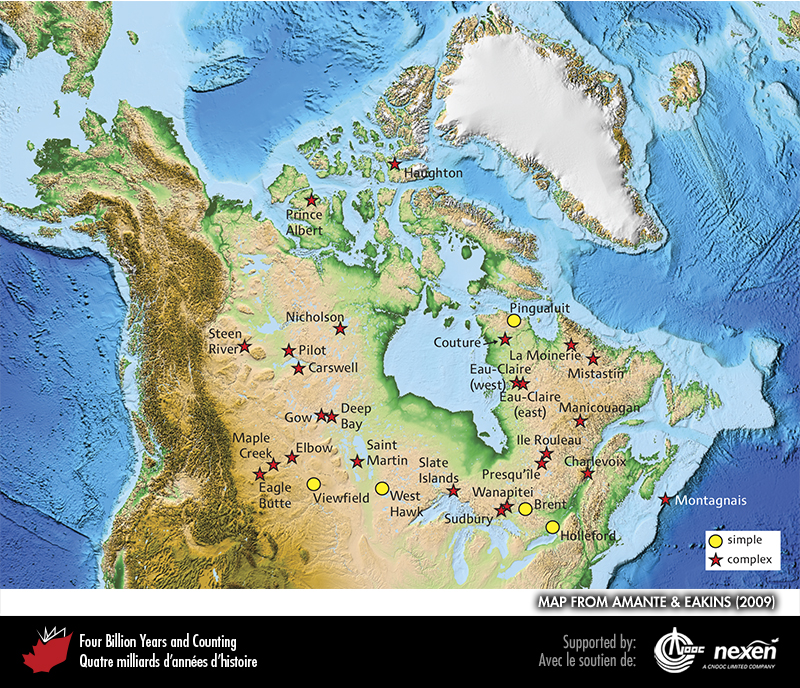 Haughton
Prince
Albert
Pingualuit
Nicholson
Steen
River
Pilot
Carswell
Couture
La Moinerie
Mistastin
Eau-Claire
(west)
Eau-Claire
(east)
Manicouagan
Gow
Deep
Bay
Ile Rouleau
Maple
Creek
Elbow
Saint
Martin
Slate
Islands
Presqu'île
Charlevoix
Eagle
Butte
Viewfield
West
Hawk
Wanapitei
Sudbury
Brent
Holleford
Montagnais
simple
complex
MAP FROM AMANTE & EAKINS (2009)
Four Billion Years and Counting
Quatre milliards d'années d'histoire
Supported by:
Avec le soutien de:
CNOOC
nexen
A CNOOC LIMITED COMPANY